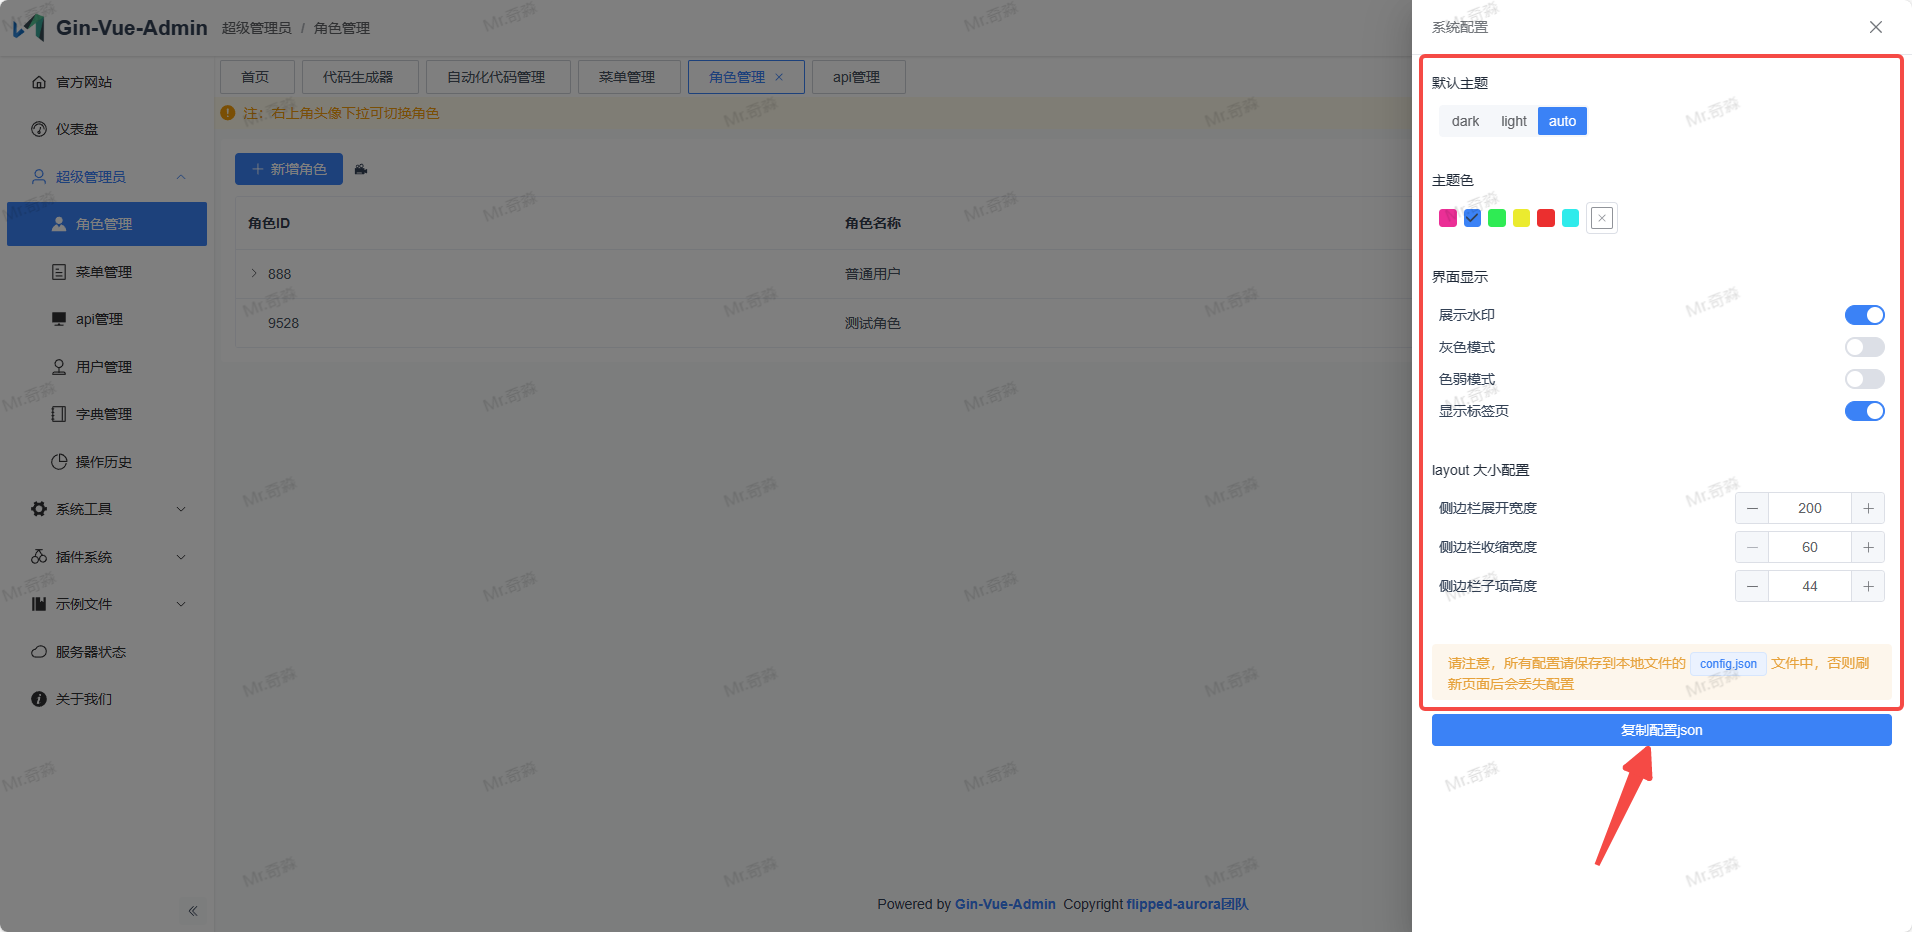 Gin-Vue-Admin
超级管理员 / 角色管理
官方网站
仪表盘
超级管理员
角色管理
菜单管理
api管理
用户管理
字典管理
操作历史
系统工具
插件系统
示例文件
服务器状态
关于我们
首页
代码生成器
自动化代码管理
菜单管理
角色管理
api管理
注：右上角头像下拉可切换角色
新增角色
角色ID 角色名称
888 普通用户
9528 测试角色
Powered by Gin-Vue-Admin Copyright flipped-aurora团队
系统配置
默认主题
dark light auto
主题色
界面显示
展示水印
灰色模式
色弱模式
显示标签页
layout 大小配置
侧边栏展开宽度 200
侧边栏收缩宽度 60
侧边栏子项高度 44
请注意，所有配置请保存到本地文件的 config.json 文件中，否则刷
新页面后会丢失配置
复制配置json
Mr.奇淼